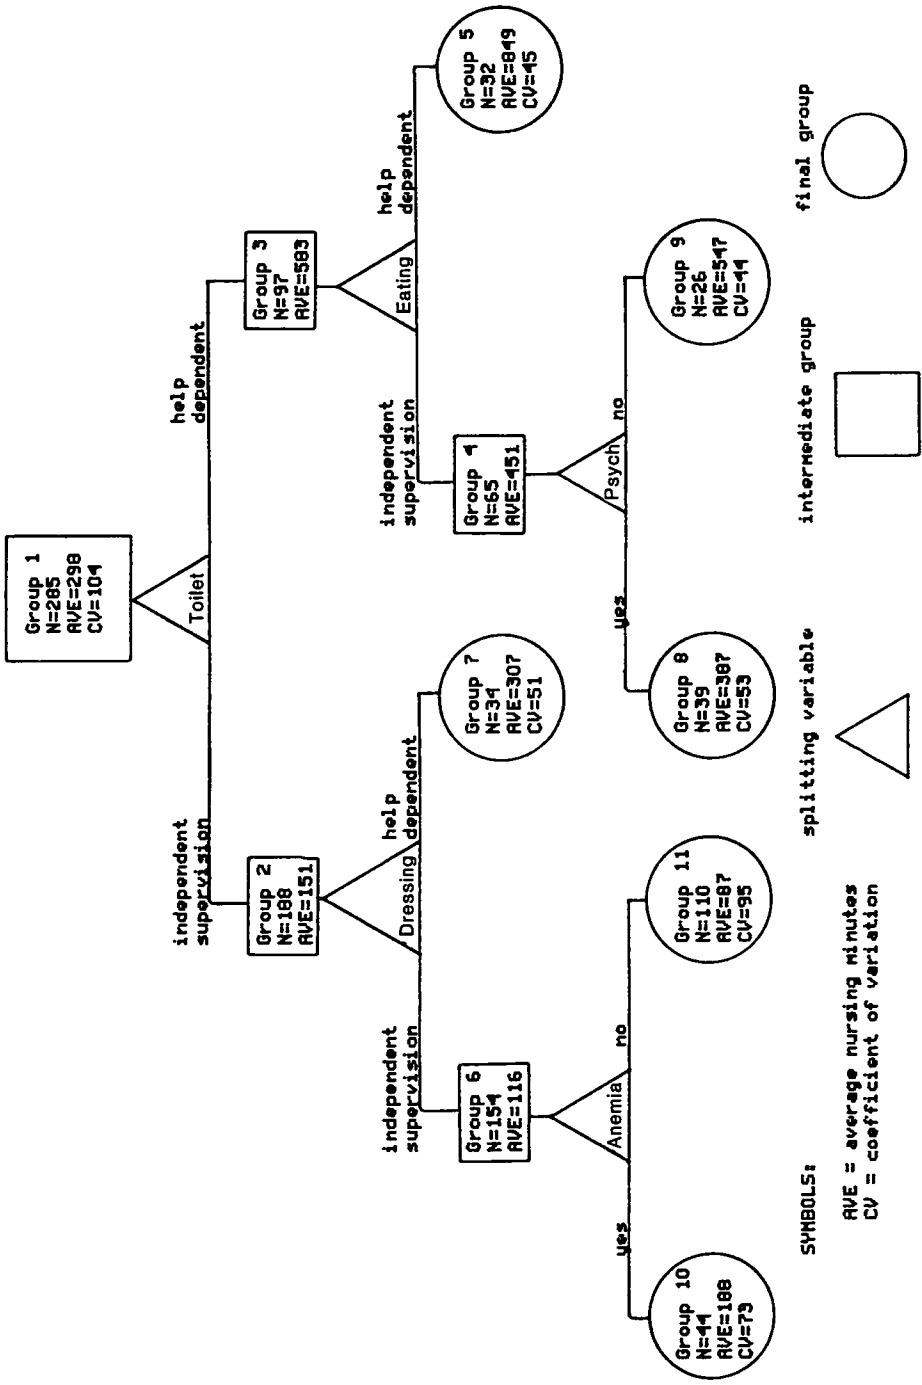 Group 1
N=285
AVE=298
CV=104
Toilet
independent
supervision
help
dependent
Group 2
N=188
AVE=151
Group 3
N=97
AVE=583
Dressing
Eating
independent
supervision
help
dependent
independent
supervision
help
dependent
Group 6
N=154
AVE=116
Group 7
N=34
AVE=307
CV=51
Group 4
N=65
AVE=451
Group 5
N=32
AVE=849
CV=45
Anemia
Psych
yes
no
yes
no
Group 10
N=44
AVE=188
CV=73
Group 11
N=110
AVE=87
CV=95
Group 8
N=39
AVE=387
CV=53
Group 9
N=26
AVE=547
CV=44
SYMBOLS:
splitting variable
intermediate group
final group
AVE = average nursing minutes
CV = coefficient of variation